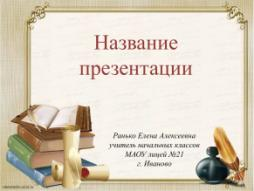 Название
презентации
Ранько Елена Алексеевна
учитель начальных классов
МАОУ лицей №21
г. Иваново